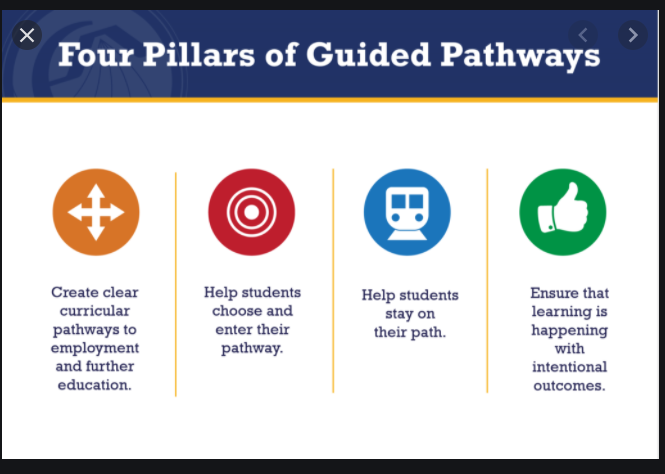 Four Pillars of Guided Pathways
Create clear
curricular
pathways to
employment
and further
education.
Help students
choose and
enter their
pathway.
Help students
stay on
their path.
Ensure that
learning is
happening
with
intentional
outcomes.